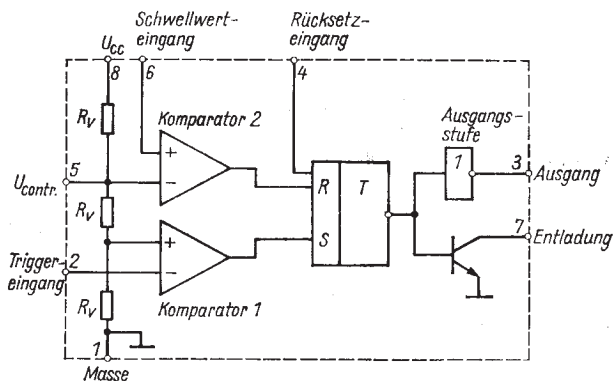 Schwellwert-
eingang
Rücksetz-
eingang
U_cc
8
6
4
R_v
Komparator 2
Ausgangs-
stufe
+
5
-
R
T
1
3
Ausgang
U_contr.
R_v
7
+
S
Entladung
Trigger-
eingang
2
-
R_v
Komparator 1
1
Masse